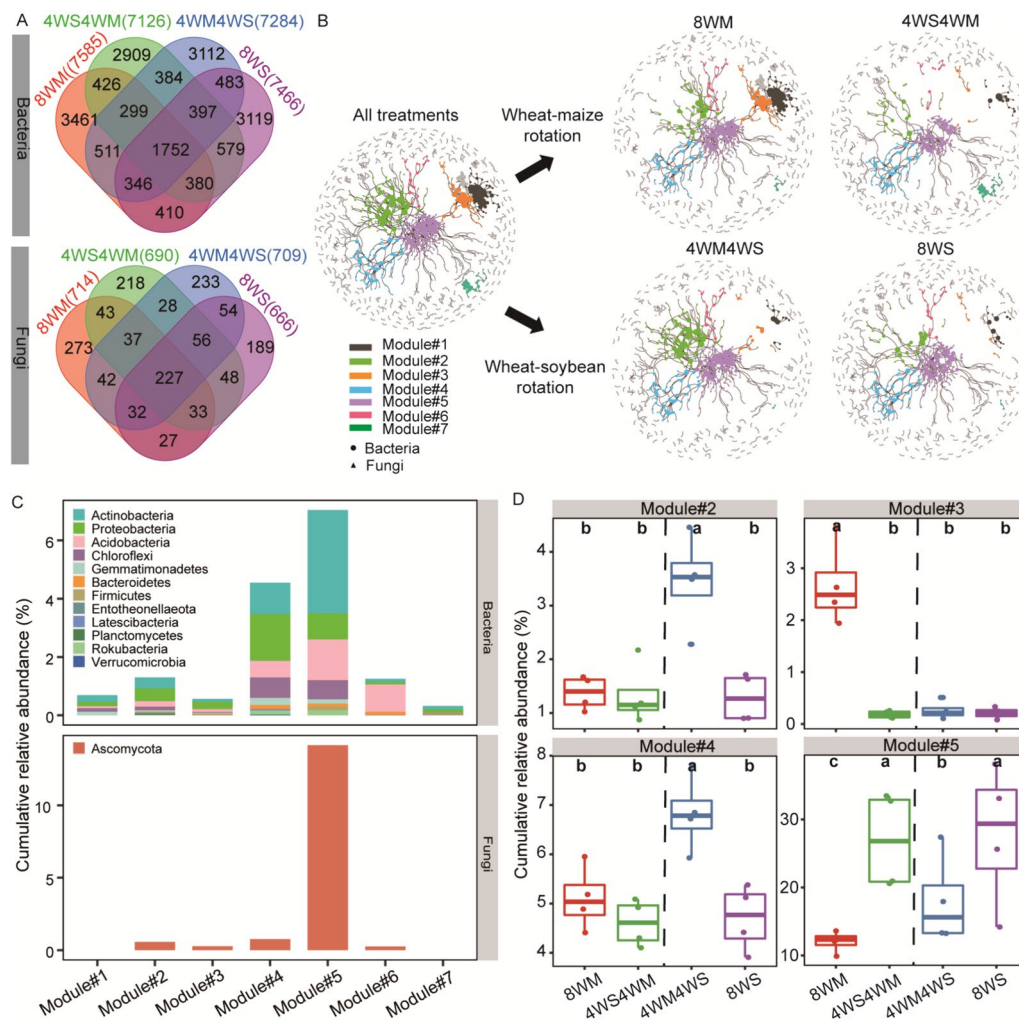 A
4WS4WM(7126)
4WM4WS(7284)
8WM((7585)
8WS(7466)
Bacteria
2909
3112
426
384
483
299
397
3461
3119
511
1752
579
346
380
410
4WS4WM(690)
4WM4WS(709)
8WM(714)
8WS(666)
Fungi
218
233
43
28
54
37
56
273
189
42
227
48
32
33
27
B
All treatments
Wheat-maize
rotation
Wheat-soybean
rotation
8WM
4WS4WM
4WM4WS
8WS
Module#1
Module#2
Module#3
Module#4
Module#5
Module#6
Module#7
Bacteria
Fungi
C
Cumulative relative abundance (%)
6
4
2
0
Actinobacteria
Proteobacteria
Acidobacteria
Chloroflexi
Gemmatimonadetes
Bacteroidetes
Firmicutes
Entotheonellaeota
Latescibacteria
Planctomycetes
Rokubacteria
Verrucomicrobia
Bacteria
10
5
0
Ascomycota
Fungi
Module#1
Module#2
Module#3
Module#4
Module#5
Module#6
Module#7
D
Cumulative relative abundance (%)
Module#2
b b a b
4
3
2
1
Module#3
a b b b
3
2
1
0
Module#4
b b a b
8
7
6
5
4
Module#5
c a b a
30
20
10
8WM
4WS4WM
4WM4WS
8WS
8WM
4WS4WM
4WM4WS
8WS